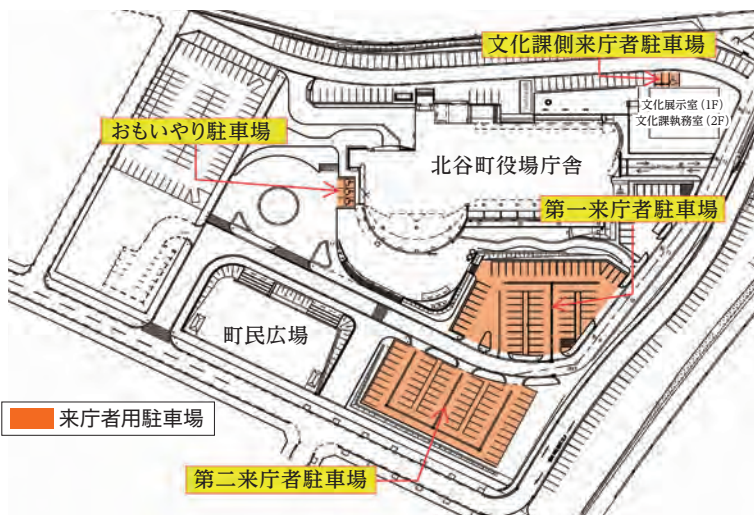 文化課側来庁者駐車場
文化展示室(1F)
文化課執務室(2F)
おもいやり駐車場
北谷町役場庁舎
第一来庁者駐車場
町民広場
来庁者用駐車場
第二来庁者駐車場